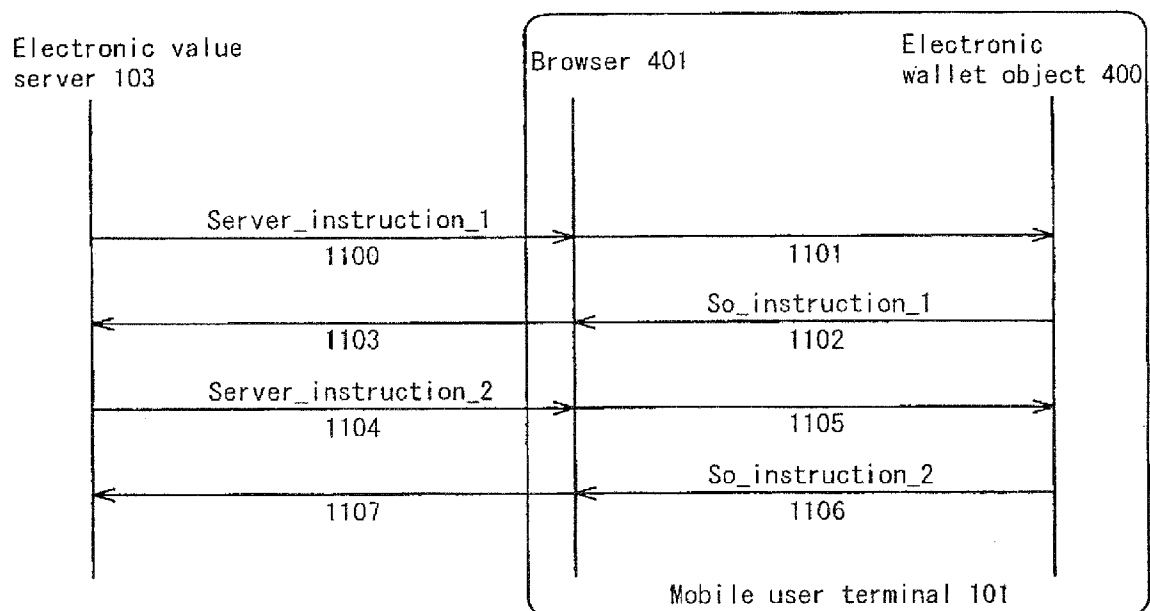 Electronic value
server 103
Browser 401
Electronic
wallet object 400
Server_instruction_1
1100
1101
So_instruction_1
1103
1102
Server_instruction_2
1104
1105
So_instruction_2
1107
1106
Mobile user terminal 101